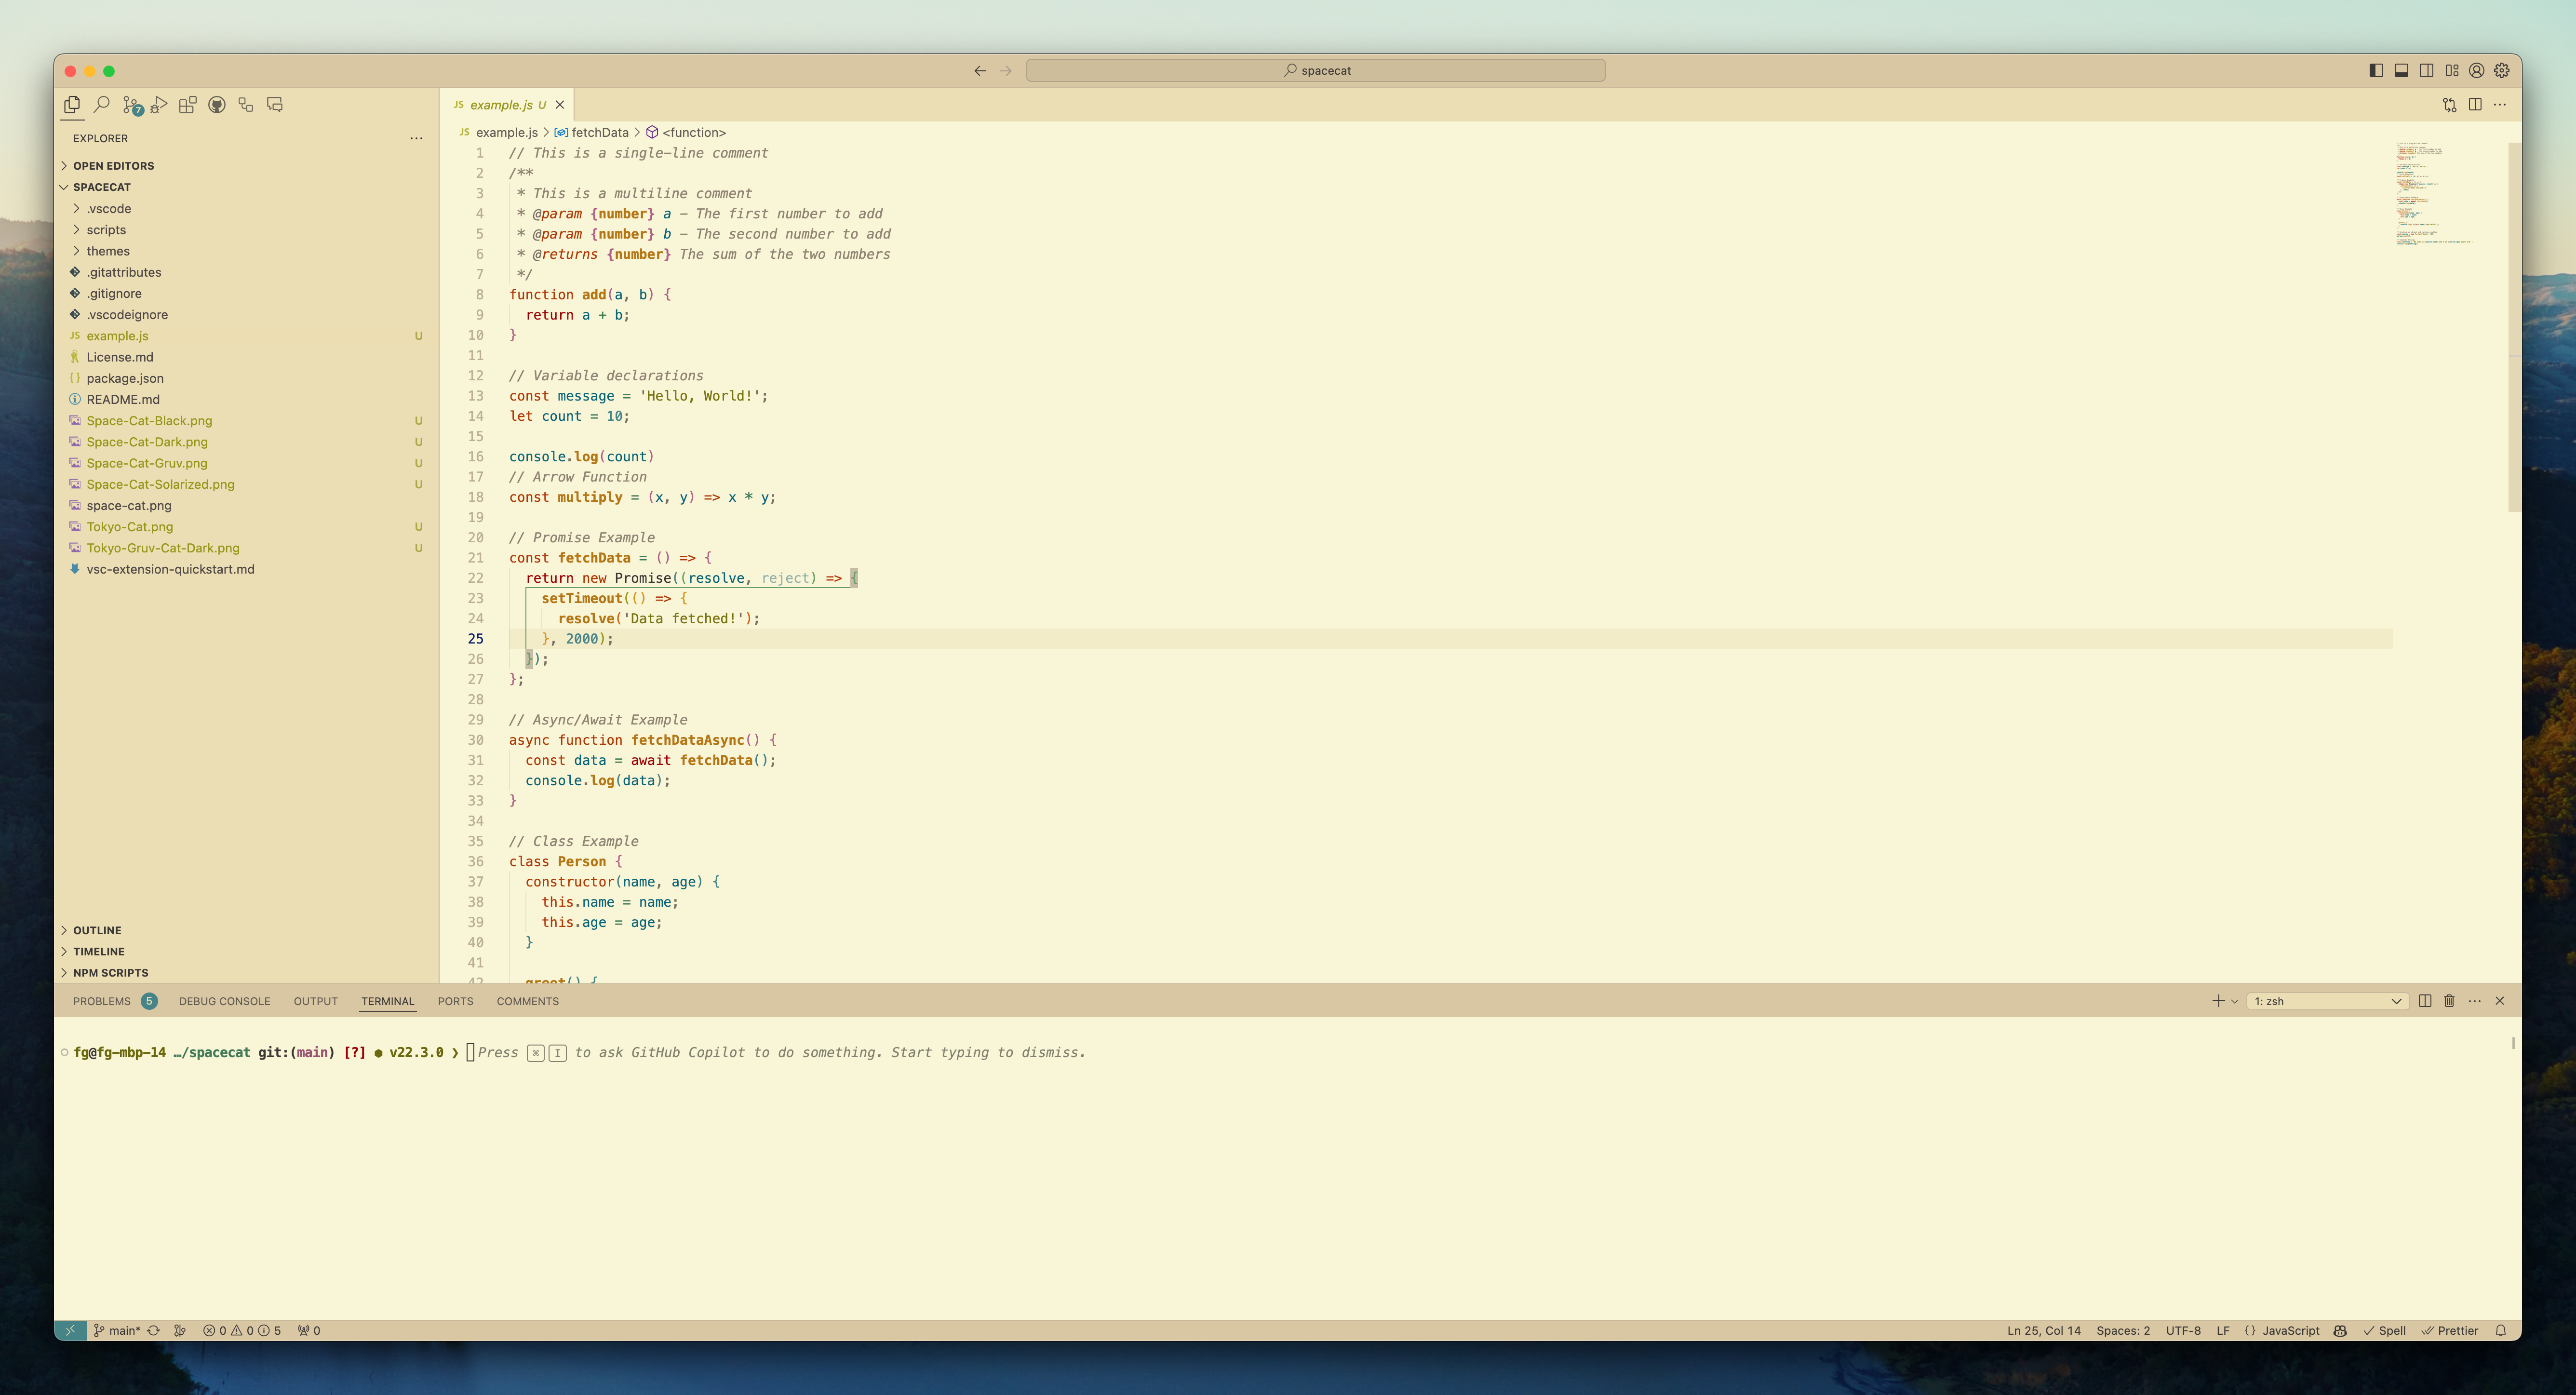 spacecat
7
EXPLORER
OPEN EDITORS
SPACECAT
.vscode
scripts
themes
.gitattributes
.gitignore
.vscodeignore
JS example.js U
License.md
{} package.json
README.md
Space-Cat-Black.png U
Space-Cat-Dark.png U
Space-Cat-Gruv.png U
Space-Cat-Solarized.png U
space-cat.png
Tokyo-Cat.png U
Tokyo-Gruv-Cat-Dark.png U
vsc-extension-quickstart.md
OUTLINE
TIMELINE
NPM SCRIPTS
JS example.js U
JS example.js > fetchData > <function>
1 // This is a single-line comment
2 /**
3  * This is a multiline comment
4  * @param {number} a - The first number to add
5  * @param {number} b - The second number to add
6  * @returns {number} The sum of the two numbers
7  */
8 function add(a, b) {
9   return a + b;
10 }
11
12 // Variable declarations
13 const message = 'Hello, World!';
14 let count = 10;
15
16 console.log(count)
17 // Arrow Function
18 const multiply = (x, y) => x * y;
19
20 // Promise Example
21 const fetchData = () => {
22   return new Promise((resolve, reject) => {
23     setTimeout(() => {
24       resolve('Data fetched!');
25     }, 2000);
26   });
27 };
28
29 // Async/Await Example
30 async function fetchDataAsync() {
31   const data = await fetchData();
32   console.log(data);
33 }
34
35 // Class Example
36 class Person {
37   constructor(name, age) {
38     this.name = name;
39     this.age = age;
40   }
41
42   greet() {
PROBLEMS 5 DEBUG CONSOLE OUTPUT TERMINAL PORTS COMMENTS
1: zsh
fg@fg-mbp-14 …/spacecat git:(main) [?] ⬢ v22.3.0 ❯ Press ⌘ I to ask GitHub Copilot to do something. Start typing to dismiss.
main* 0 0 5 0
Ln 25, Col 14 Spaces: 2 UTF-8 LF {} JavaScript Spell Prettier